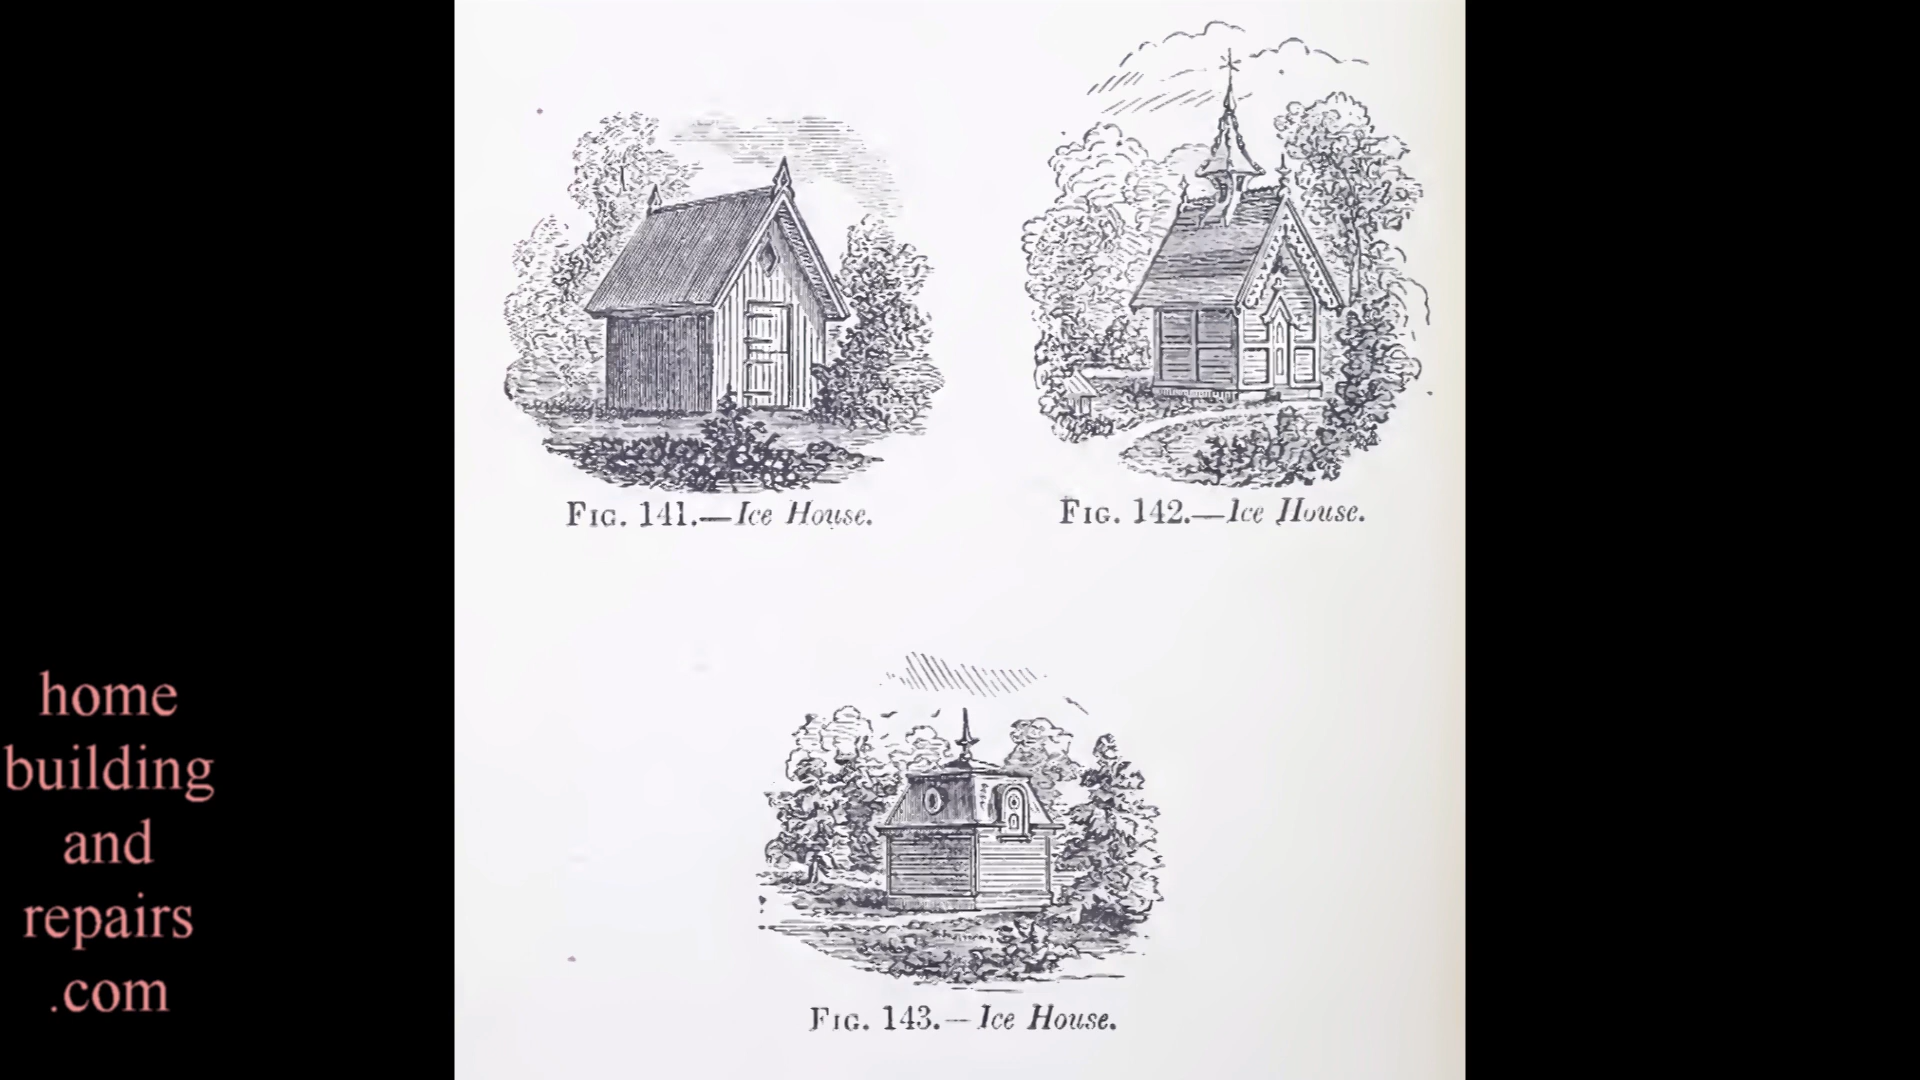 Fig. 141.—Ice House.
Fig. 142.—Ice House.
Fig. 143.—Ice House.
home
building
and
repairs
.com